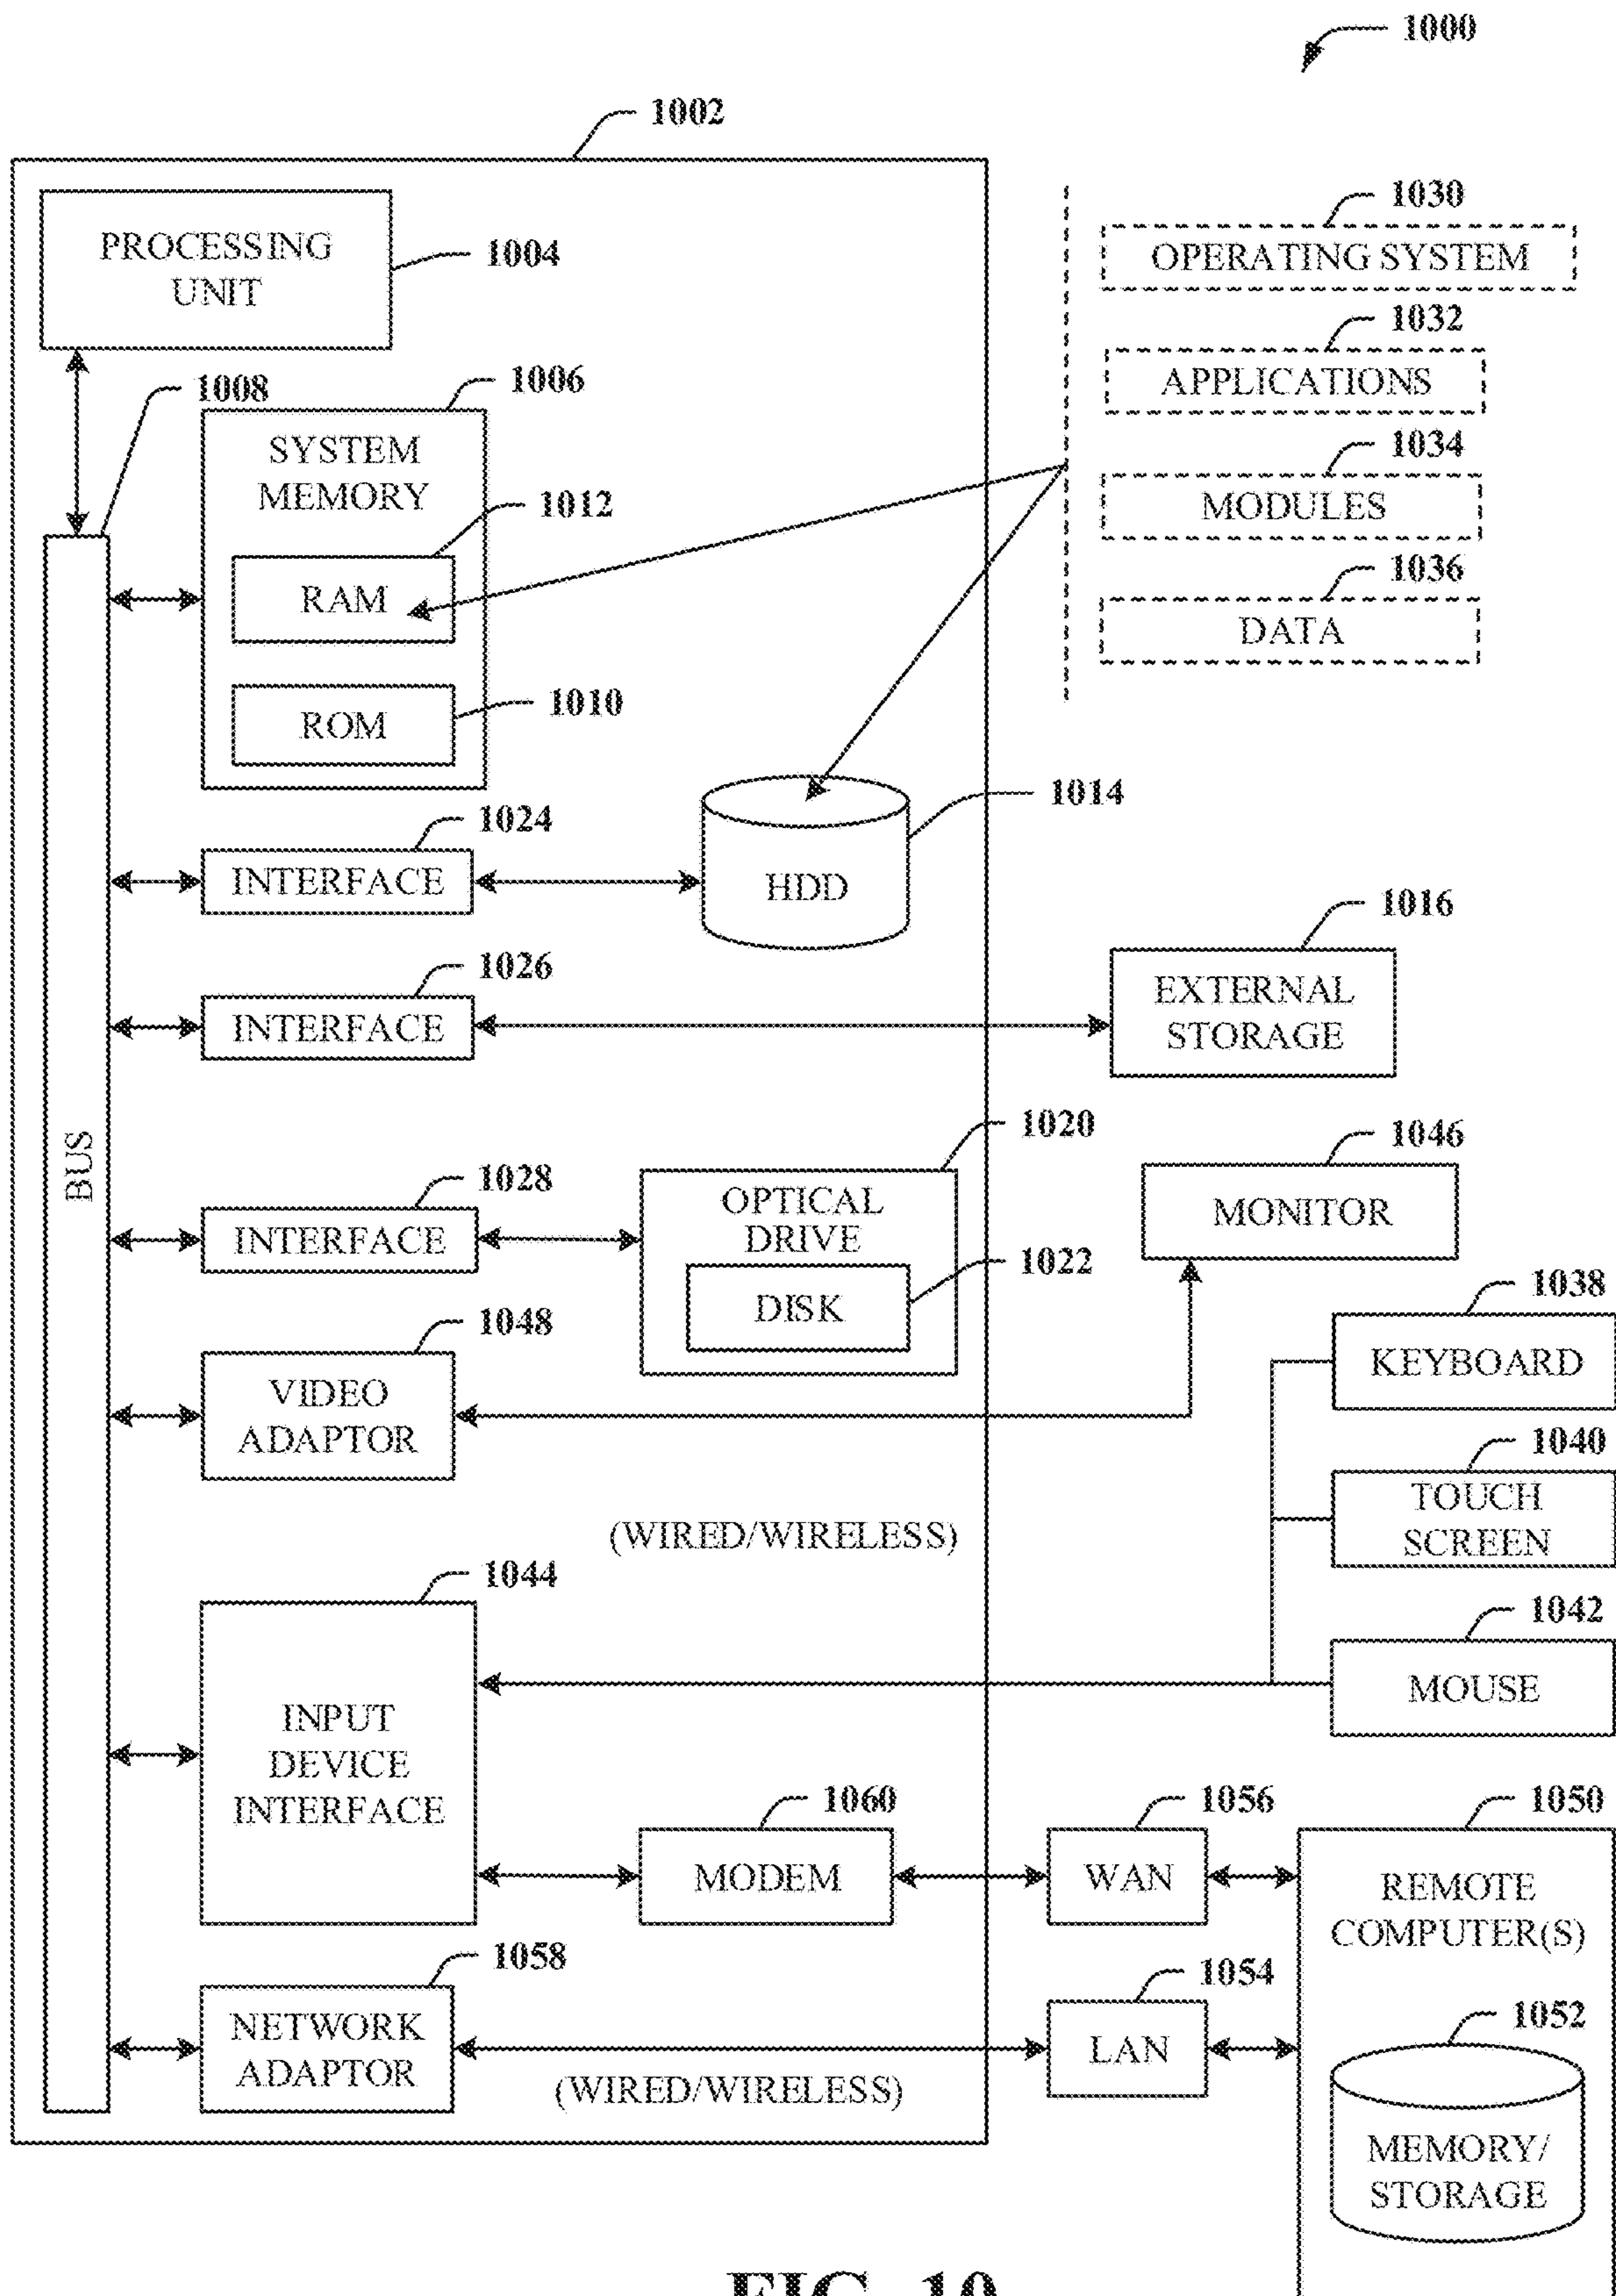 1000
1002
PROCESSING
UNIT
1004
1030
OPERATING SYSTEM
1032
APPLICATIONS
1034
MODULES
1036
DATA
1008
1006
SYSTEM
MEMORY
1012
RAM
1010
ROM
1024
INTERFACE
1014
HDD
1026
INTERFACE
1016
EXTERNAL
STORAGE
BUS
1028
INTERFACE
1020
OPTICAL
DRIVE
1022
DISK
1046
MONITOR
1048
VIDEO
ADAPTOR
1038
KEYBOARD
1040
TOUCH
SCREEN
(WIRED/WIRELESS)
1044
INPUT
DEVICE
INTERFACE
1042
MOUSE
1060
MODEM
1056
WAN
1050
REMOTE
COMPUTER(S)
1058
NETWORK
ADAPTOR
(WIRED/WIRELESS)
1054
LAN
1052
MEMORY/
STORAGE
FIG. 10